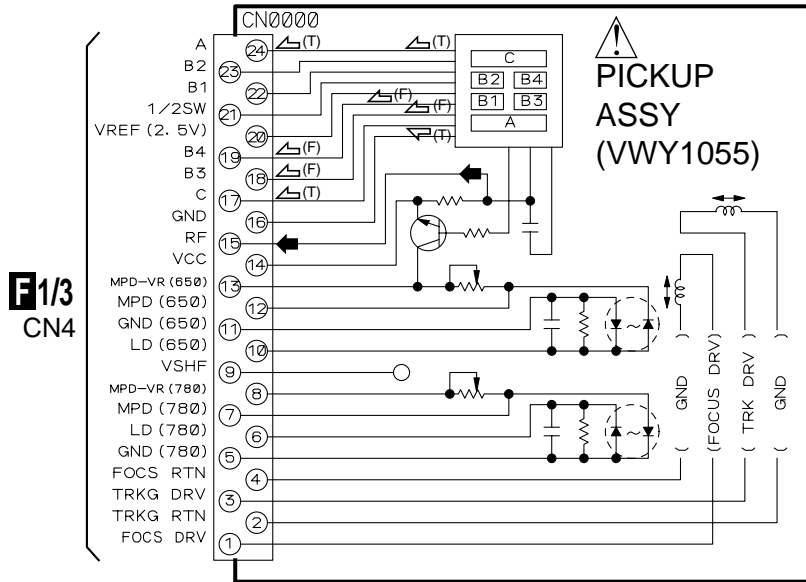 CN0000
A 24 (T) (T)
B2 23
B1 22
1/2SW 21
VREF (2. 5V) 20 (F)
B4 19 (F) (F)
B3 18 (F) (T)
C 17 (T)
GND 16
RF 15
VCC 14
MPD-VR (650) 13
MPD (650) 12
GND (650) 11
LD (650) 10
VSHF 9
MPD-VR (780) 8
MPD (780) 7
LD (780) 6
GND (780) 5
FOCS RTN 4
TRKG DRV 3
TRKG RTN 2
FOCS DRV 1
F 1/3
CN4
C
B2 B4
B1 B3
A
!
PICKUP
ASSY
(VWY1055)
~
~
( GND )
(FOCUS DRV)
( TRK DRV )
( GND )